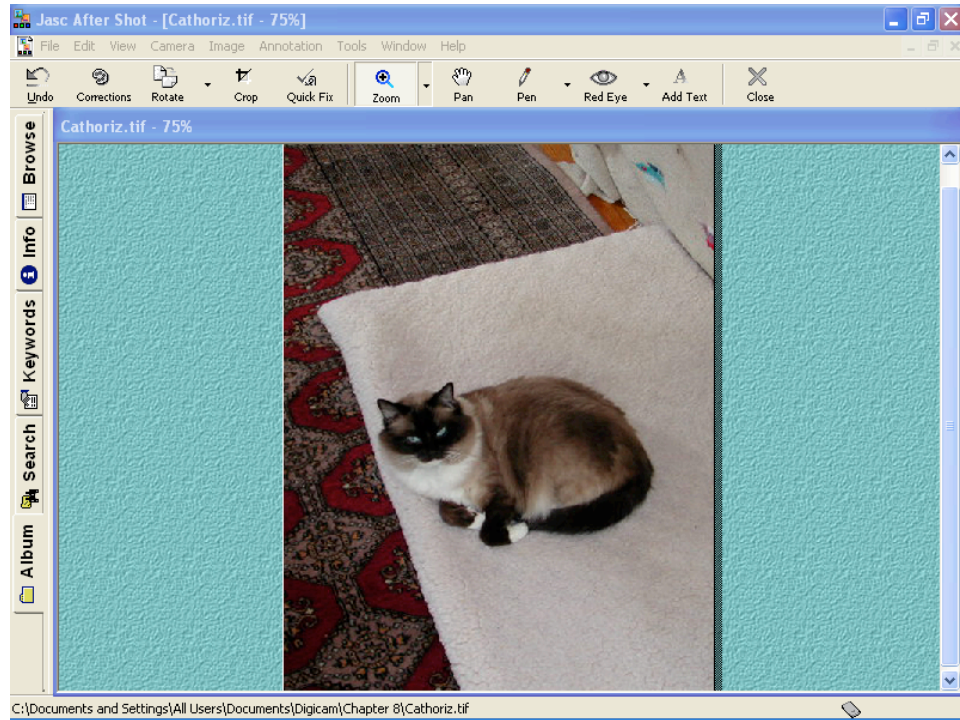 Jasc After Shot - [Cathoriz.tif - 75%]
File Edit View Camera Image Annotation Tools Window Help
Undo Corrections Rotate Crop Quick Fix Zoom Pan Pen Red Eye Add Text Close
Cathoriz.tif - 75%
Browse
Info
Keywords
Search
Album
C:\Documents and Settings\All Users\Documents\Digicam\Chapter 8\Cathoriz.tif